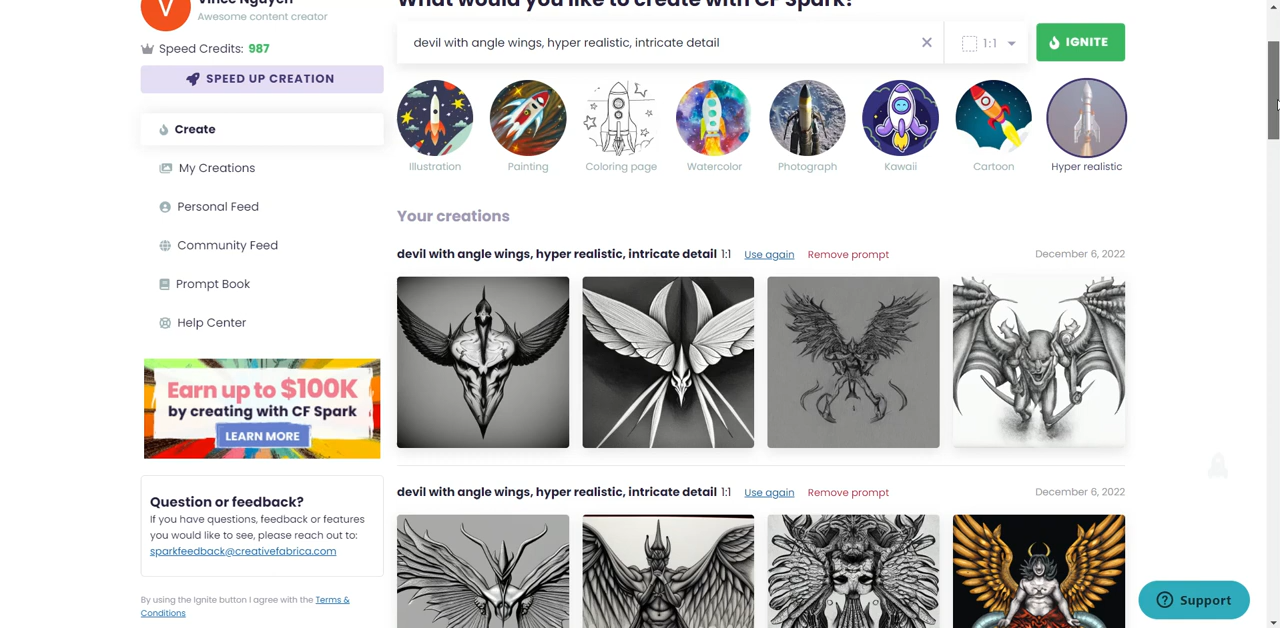 Vince Nguyen
Awesome content creator
Speed Credits: 987
SPEED UP CREATION
Create
My Creations
Personal Feed
Community Feed
Prompt Book
Help Center
Earn up to $100K
by creating with CF Spark
LEARN MORE
Question or feedback?
If you have questions, feedback or features
you would like to see, please reach out to:
sparkfeedback@creativefabrica.com
By using the Ignite button I agree with the Terms &
Conditions
What would you like to create with CF Spark?
devil with angle wings, hyper realistic, intricate detail
1:1
IGNITE
Illustration
Painting
Coloring page
Watercolor
Photograph
Kawaii
Cartoon
Hyper realistic
Your creations
devil with angle wings, hyper realistic, intricate detail 1:1 Use again Remove prompt December 6, 2022
devil with angle wings, hyper realistic, intricate detail 1:1 Use again Remove prompt December 6, 2022
Support